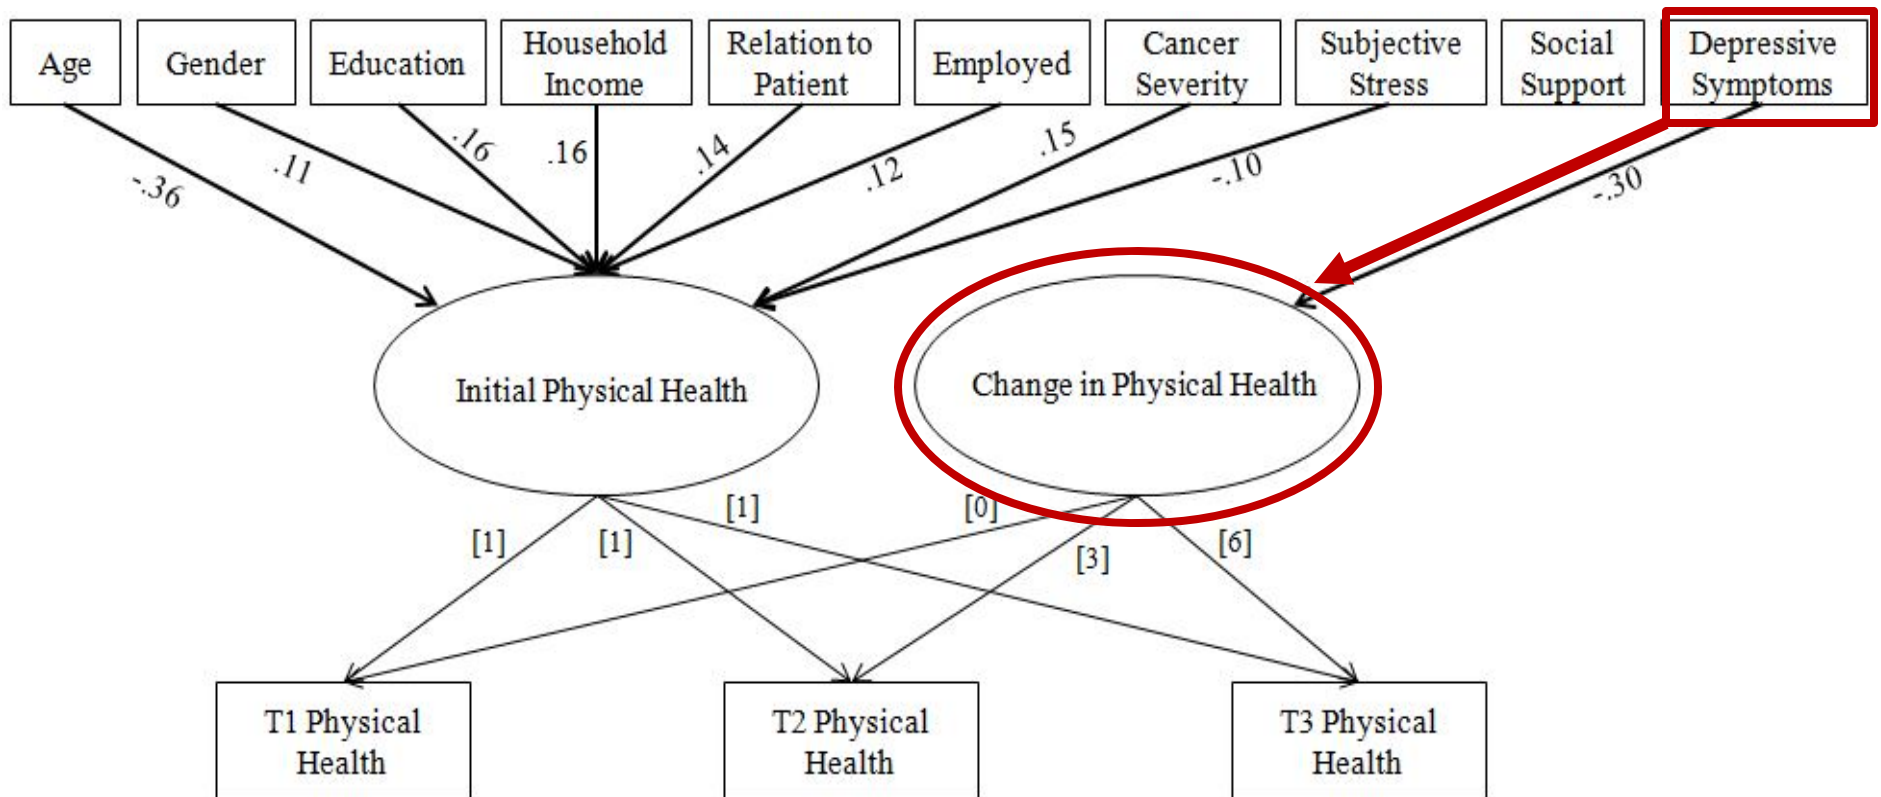 Age
Gender
Education
Household
Income
Relation to
Patient
Employed
Cancer
Severity
Subjective
Stress
Social
Support
Depressive
Symptoms
-.36
.11
.16
.16
.14
.12
.15
-.10
-.30
Initial Physical Health
Change in Physical Health
[1]
[1]
[1]
[0]
[3]
[6]
T1 Physical
Health
T2 Physical
Health
T3 Physical
Health